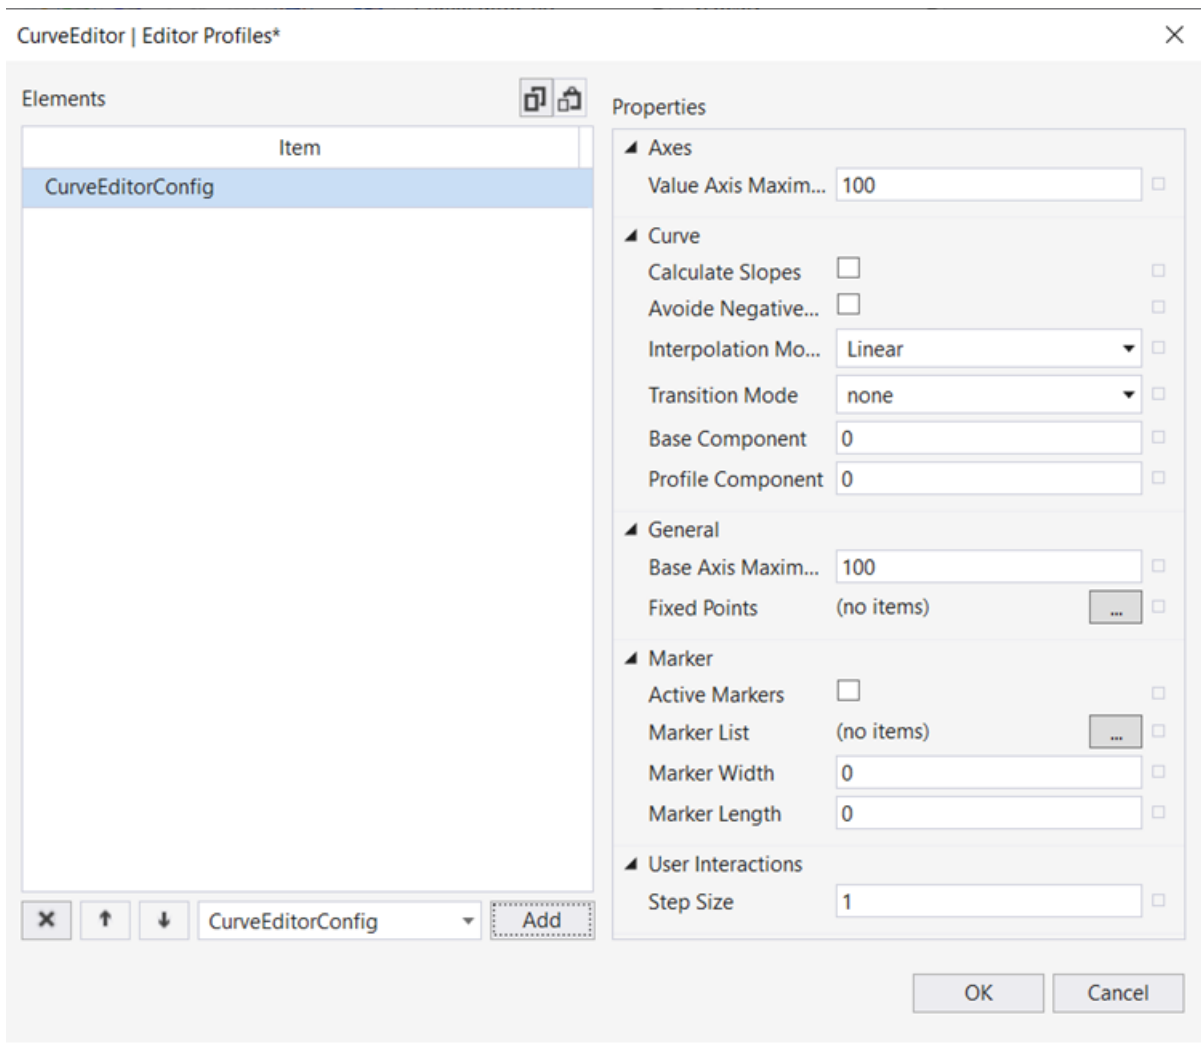 CurveEditor | Editor Profiles*
Elements
Item
CurveEditorConfig
CurveEditorConfig
Add
Properties
Axes
Value Axis Maxim... 100
Curve
Calculate Slopes
Avoide Negative...
Interpolation Mo... Linear
Transition Mode none
Base Component 0
Profile Component 0
General
Base Axis Maxim... 100
Fixed Points (no items) ...
Marker
Active Markers
Marker List (no items) ...
Marker Width 0
Marker Length 0
User Interactions
Step Size 1
OK Cancel